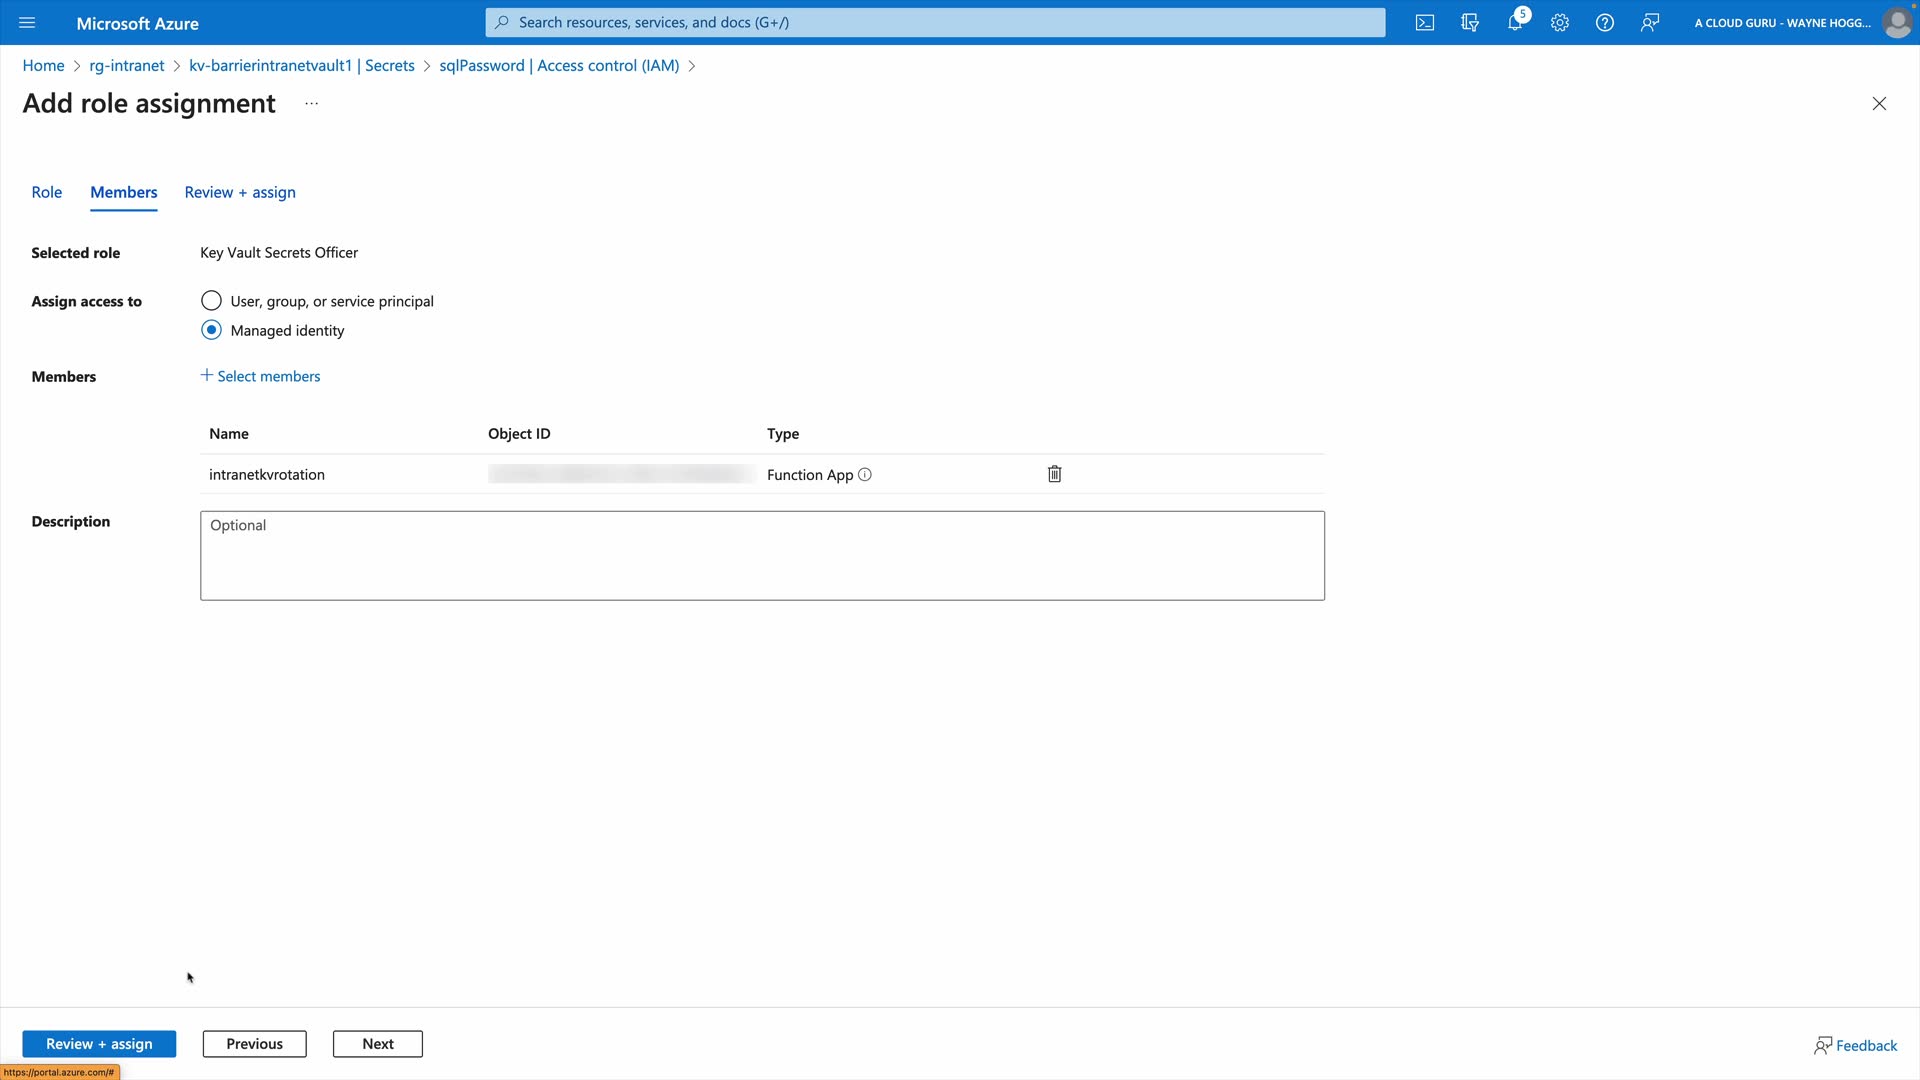 Microsoft Azure
Search resources, services, and docs (G+/)
5
A CLOUD GURU - WAYNE HOGG...
Home > rg-intranet > kv-barrierintranetvault1 | Secrets > sqlPassword | Access control (IAM) >
Add role assignment ...
Role Members Review + assign
Selected role Key Vault Secrets Officer
Assign access to User, group, or service principal
Managed identity
Members + Select members
Name Object ID Type
intranetkvrotation Function App
Description Optional
Review + assign Previous Next Feedback
https://portal.azure.com/#